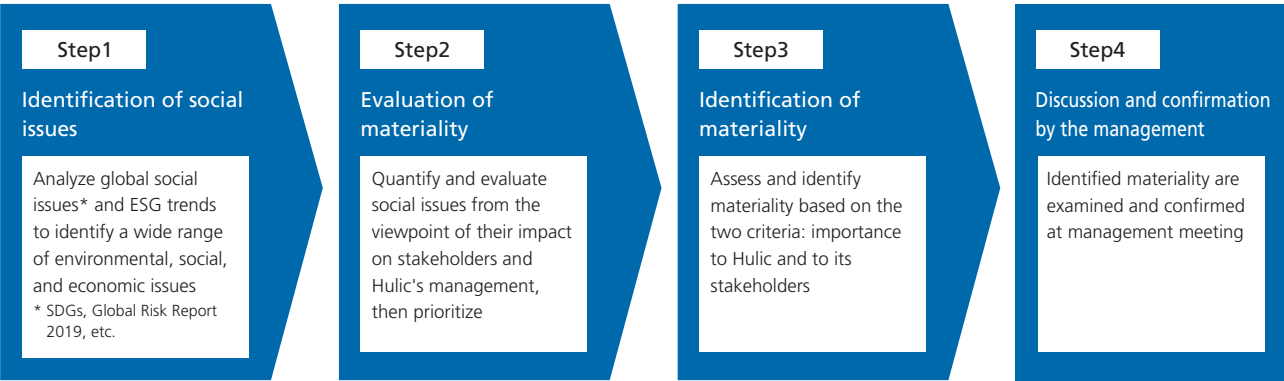 Step1
Identification of social
issues
Analyze global social
issues* and ESG trends
to identify a wide range
of environmental, social,
and economic issues
* SDGs, Global Risk Report
2019, etc.
Step2
Evaluation of
materiality
Quantify and evaluate
social issues from the
viewpoint of their impact
on stakeholders and
Hulic's management,
then prioritize
Step3
Identification of
materiality
Assess and identify
materiality based on the
two criteria: importance
to Hulic and to its
stakeholders
Step4
Discussion and confirmation
by the management
Identified materiality are
examined and confirmed
at management meeting